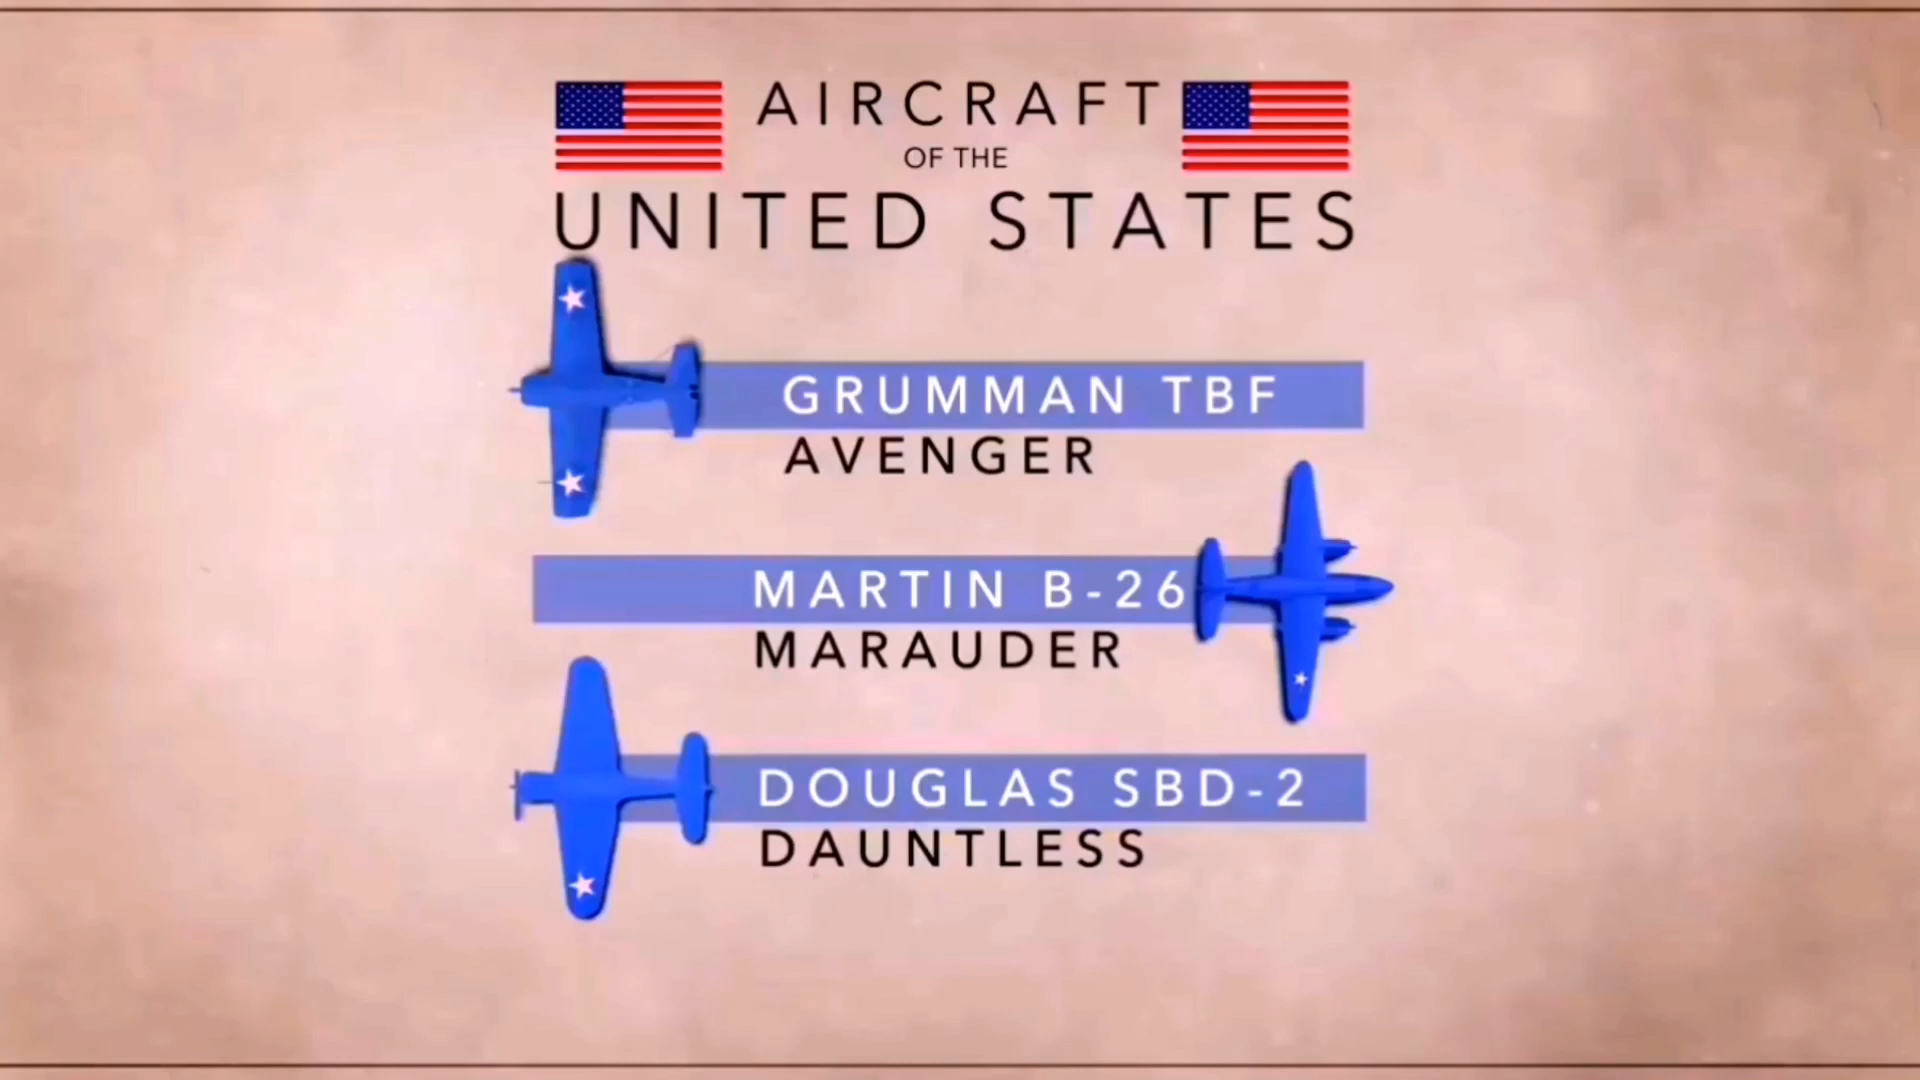 AIRCRAFT
OF THE
UNITED STATES
GRUMMAN TBF
AVENGER
MARTIN B-26
MARAUDER
DOUGLAS SBD-2
DAUNTLESS